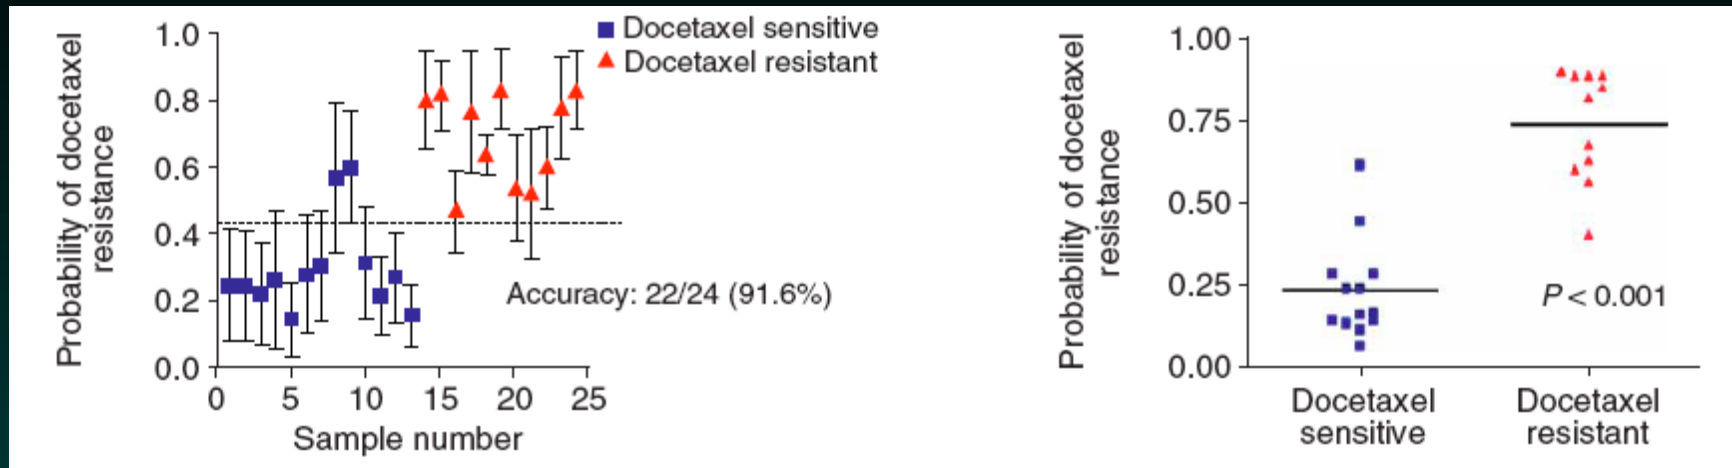 Probability of docetaxel
resistance
1.0
0.8
0.6
0.4
0.2
0.0
0
5
10
15
20
25
Sample number
Docetaxel sensitive
Docetaxel resistant
Accuracy: 22/24 (91.6%)
Probability of docetaxel
resistance
1.00
0.75
0.50
0.25
0.00
P < 0.001
Docetaxel
sensitive
Docetaxel
resistant